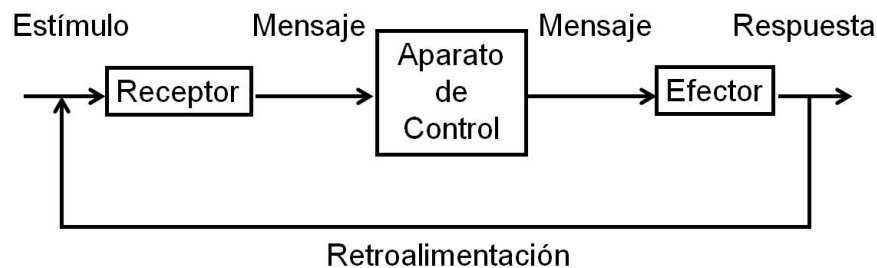 Estímulo
Mensaje
Mensaje
Respuesta
Receptor
Aparato
de
Control
Efector
Retroalimentación